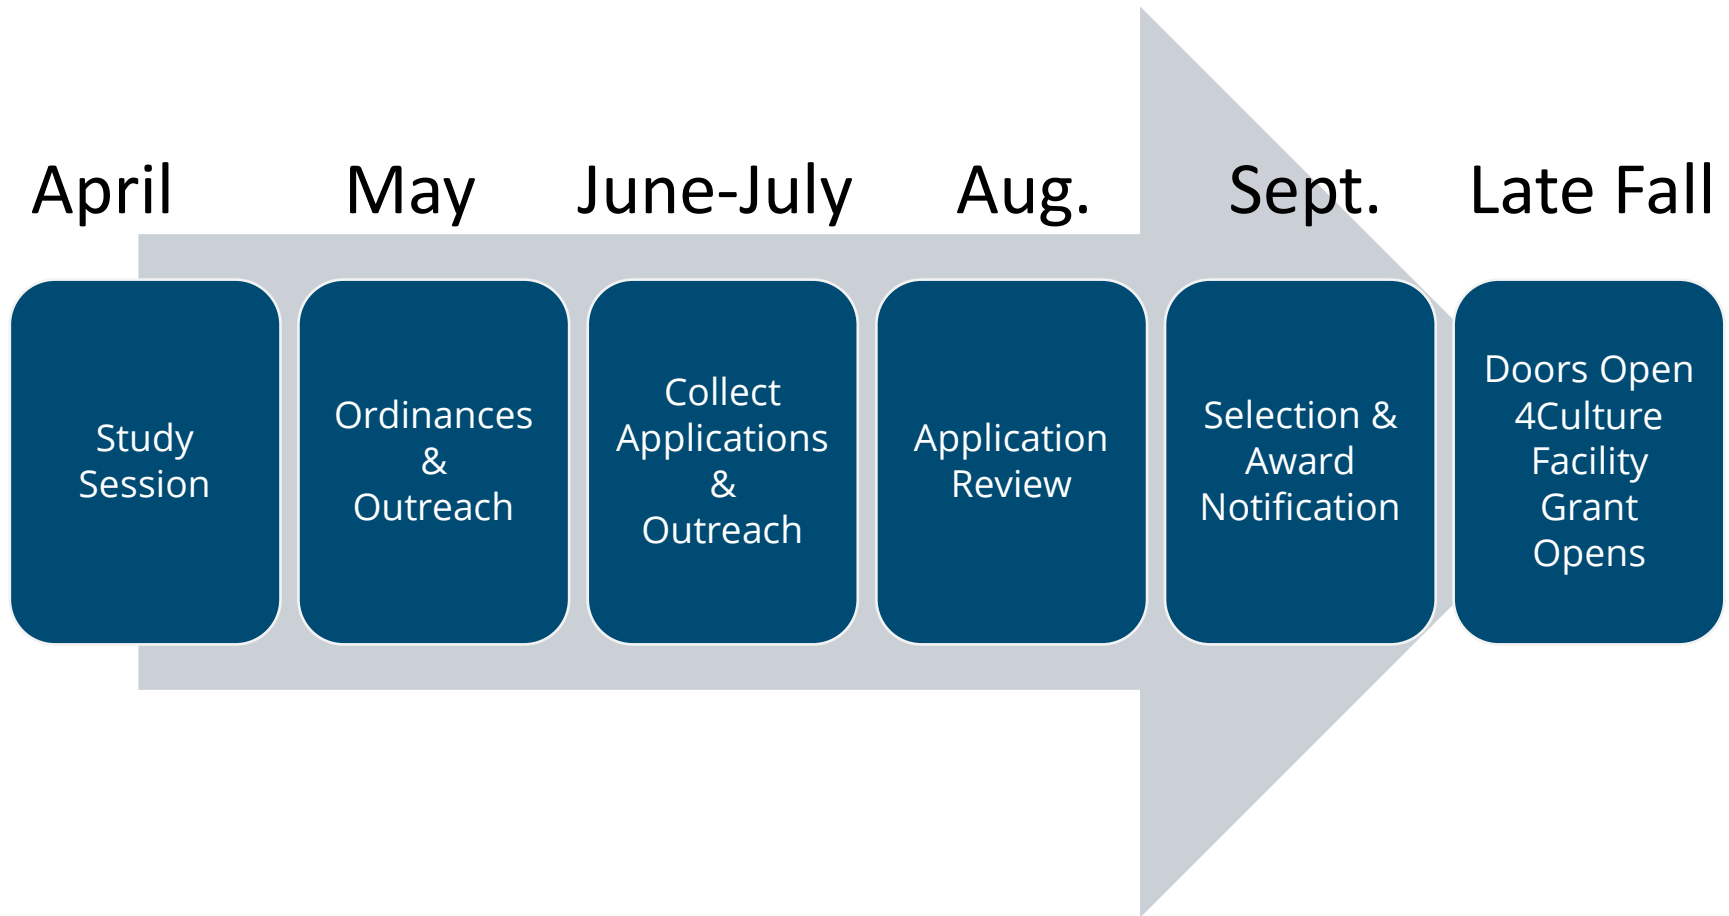 April
May
June-July
Aug.
Sept.
Late Fall
Study
Session
Ordinances
&
Outreach
Collect
Applications
&
Outreach
Application
Review
Selection &
Award
Notification
Doors Open
4Culture
Facility
Grant
Opens